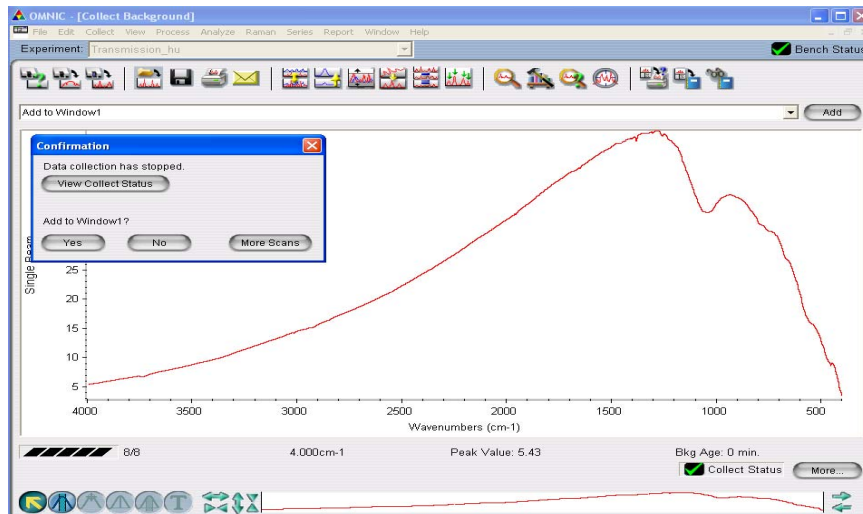 OMNIC - [Collect Background]
File Edit Collect View Process Analyze Raman Series Report Window Help
Experiment: Transmission_hu
Bench Status
Add to Window1
Add
Confirmation
Data collection has stopped.
View Collect Status
Add to Window1?
Yes No More Scans
Single Beam
25
20
15
10
5
4000 3500 3000 2500 2000 1500 1000 500
Wavenumbers (cm-1)
8/8 4.000cm-1 Peak Value: 5.43 Bkg Age: 0 min.
Collect Status More...
T